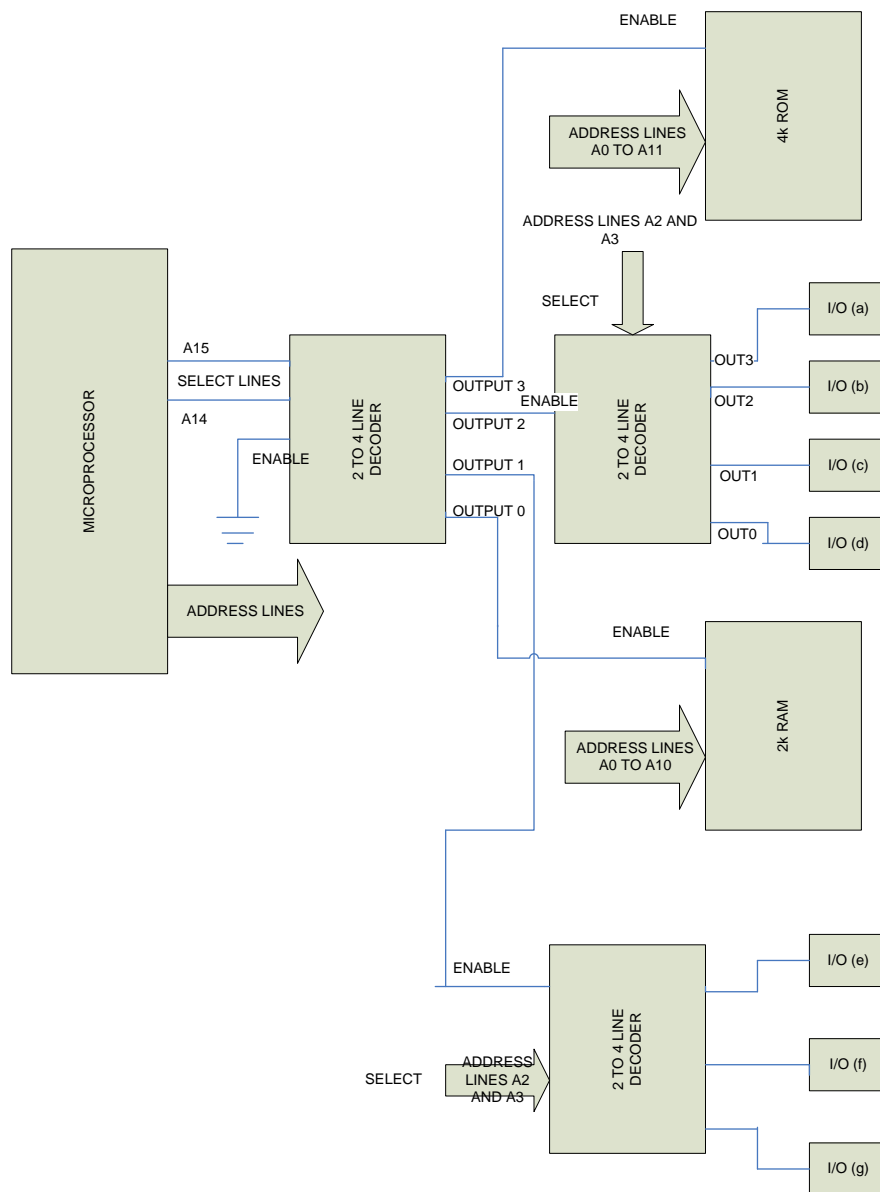 ENABLE
4k ROM
ADDRESS LINES
A0 TO A11
ADDRESS LINES A2 AND
A3
SELECT
MICROPROCESSOR
A15
SELECT LINES
A14
ENABLE
2 TO 4 LINE
DECODER
OUTPUT 3
OUTPUT 2
OUTPUT 1
OUTPUT 0
ENABLE
2 TO 4 LINE
DECODER
OUT3
OUT2
OUT1
OUT0
I/O (a)
I/O (b)
I/O (c)
I/O (d)
ADDRESS LINES
ENABLE
2k RAM
ADDRESS LINES
A0 TO A10
ENABLE
SELECT
ADDRESS
LINES A2
AND A3
2 TO 4 LINE
DECODER
I/O (e)
I/O (f)
I/O (g)